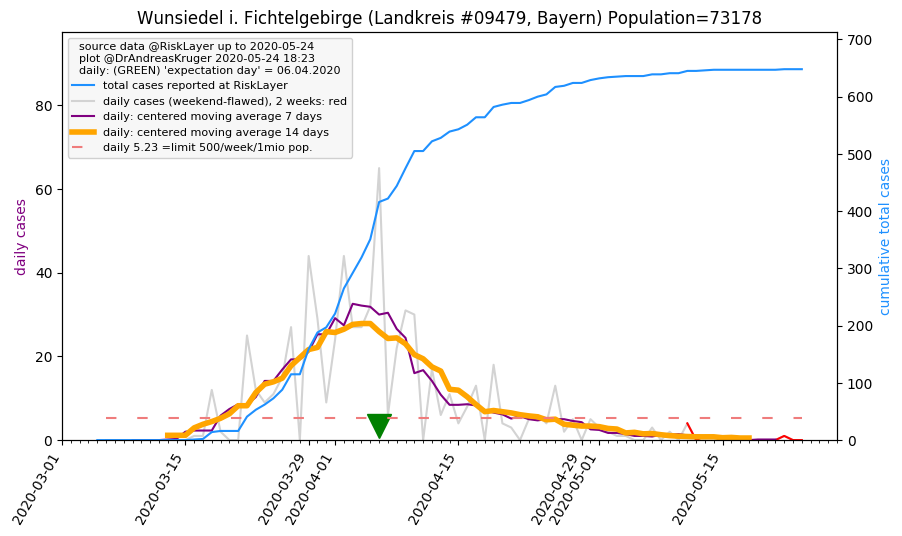 Wunsiedel i. Fichtelgebirge (Landkreis #09479, Bayern) Population=73178
source data @RiskLayer up to 2020-05-24
plot @DrAndreasKruger 2020-05-24 18:23
daily: (GREEN) 'expectation day' = 06.04.2020
total cases reported at RiskLayer
daily cases (weekend-flawed), 2 weeks: red
daily: centered moving average 7 days
daily: centered moving average 14 days
daily 5.23 =limit 500/week/1mio pop.
daily cases
80
60
40
20
0
cumulative total cases
700
600
500
400
300
200
100
0
2020-03-01
2020-03-15
2020-03-29
2020-04-01
2020-04-15
2020-04-29
2020-05-01
2020-05-15